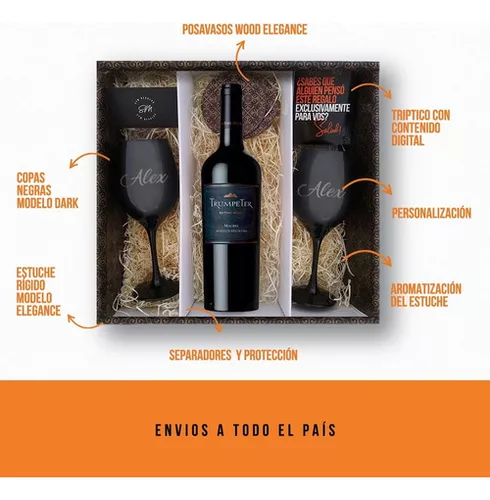 POSAVASOS WOOD ELEGANCE
¿SABES QUE
ALGUIEN PENSÓ
ESTE REGALO
EXCLUSIVAMENTE
PARA VOS?
Salud!
TRIPTICO CON
CONTENIDO
DIGITAL
SM
COPAS
NEGRAS
MODELO DARK
Alex
Alex
TRUMPETER
MALBEC
PERSONALIZACIÓN
ESTUCHE
RÍGIDO
MODELO
ELEGANCE
AROMATIZACIÓN
DEL ESTUCHE
SEPARADORES Y PROTECCIÓN
ENVIOS A TODO EL PAÍS